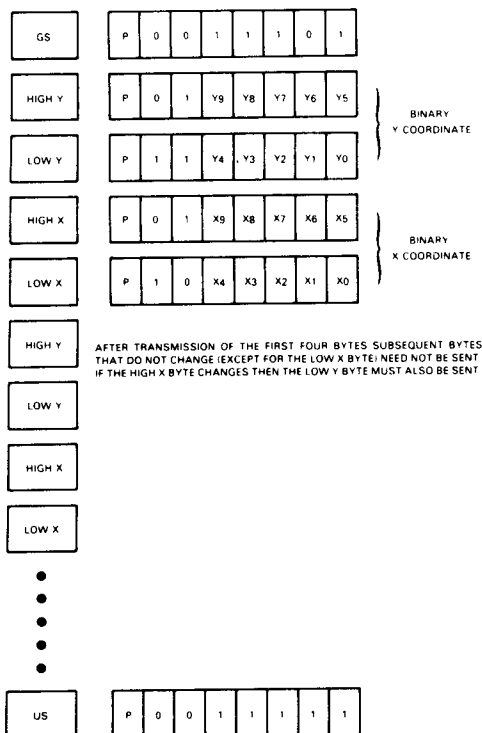 GS P 0 0 1 1 1 0 1
HIGH Y P 0 1 Y9 Y8 Y7 Y6 Y5
BINARY
Y COORDINATE
LOW Y P 1 1 Y4 Y3 Y2 Y1 Y0
HIGH X P 0 1 X9 X8 X7 X6 X5
BINARY
X COORDINATE
LOW X P 1 0 X4 X3 X2 X1 X0
HIGH Y
AFTER TRANSMISSION OF THE FIRST FOUR BYTES SUBSEQUENT BYTES
THAT DO NOT CHANGE (EXCEPT FOR THE LOW X BYTE) NEED NOT BE SENT
IF THE HIGH X BYTE CHANGES THEN THE LOW Y BYTE MUST ALSO BE SENT
LOW Y
HIGH X
LOW X
US P 0 0 1 1 1 1 1